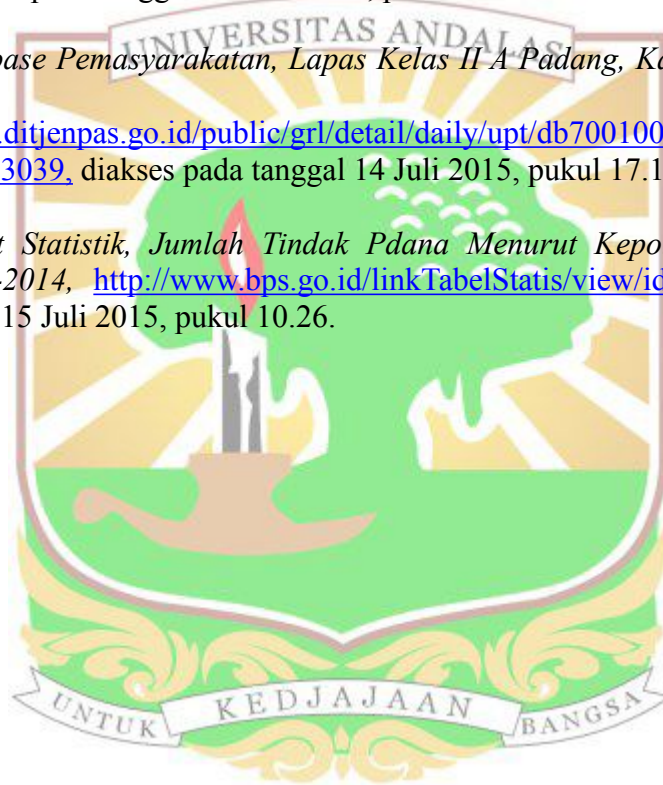 UNIVERSITAS ANDALAS
base Pemasyarakatan, Lapas Kelas II A Padang, Ka
.ditjenpas.go.id/public/grl/detail/daily/upt/db700100
3039, diakses pada tanggal 14 Juli 2015, pukul 17.1
t Statistik, Jumlah Tindak Pdana Menurut Kepo
-2014, http://www.bps.go.id/linkTabelStatis/view/id
15 Juli 2015, pukul 10.26.
UNTUK KEDJAJAAN BANGSA